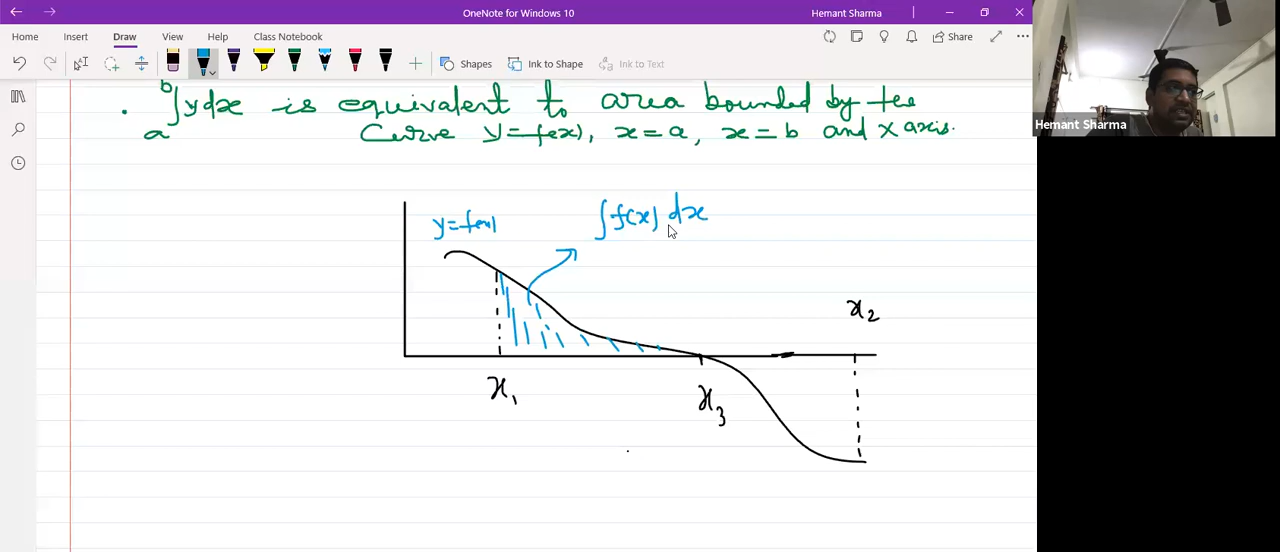 OneNote for Windows 10
Hemant Sharma
Home Insert Draw View Help Class Notebook
Share
Shapes Ink to Shape Ink to Text
. b∫a y dx is equivalent to area bounded by the
Curve y=f(x), x=a, x=b and X axis.
y=f(x)
∫ f(x) dx
x2
x1
x3
Hemant Sharma